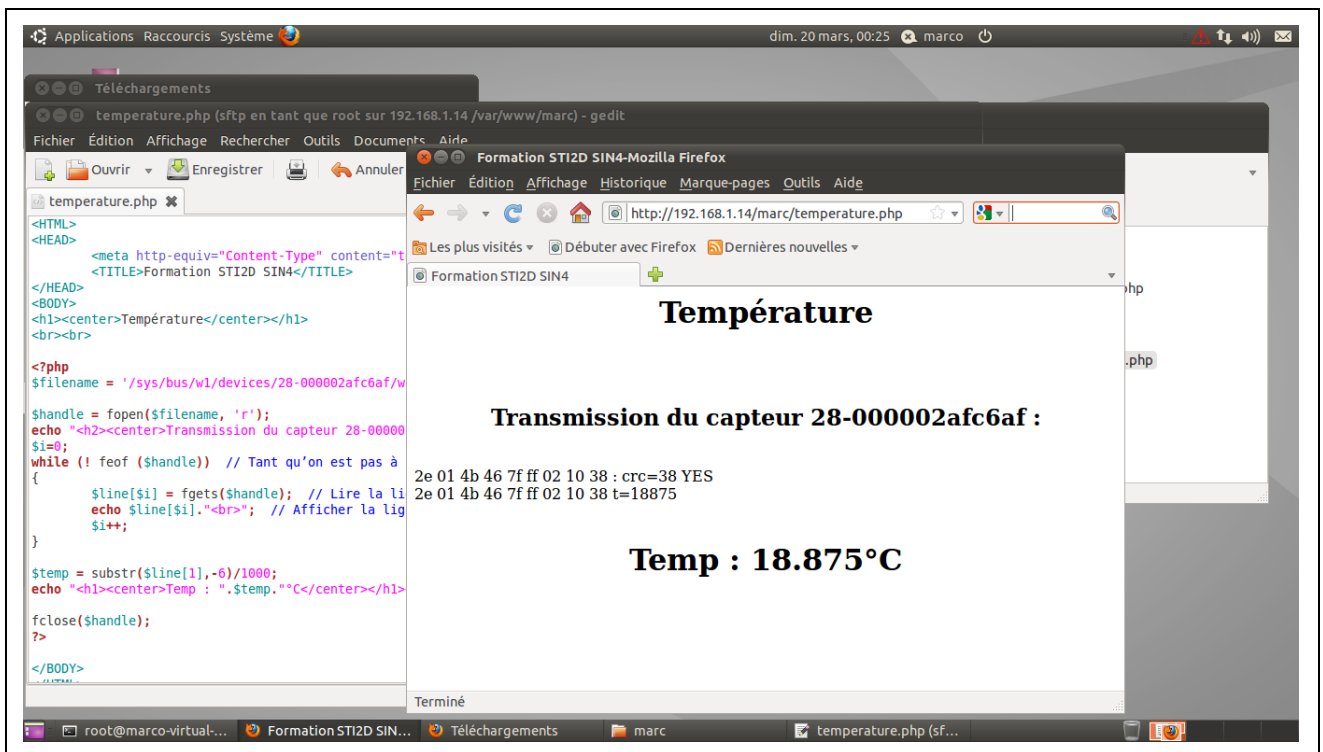 Applications Raccourcis Système
dim. 20 mars, 00:25 marco
Téléchargements
temperature.php (sftp en tant que root sur 192.168.1.14 /var/www/marc) - gedit
Fichier Édition Affichage Rechercher Outils Documents Aide
Ouvrir Enregistrer Annuler
temperature.php
<HTML>
<HEAD>
<meta http-equiv="Content-Type" content="t
<TITLE>Formation STI2D SIN4</TITLE>
</HEAD>
<BODY>
<h1><center>Température</center></h1>
<br><br>
<?php
$filename = '/sys/bus/w1/devices/28-000002afc6af/w
$handle = fopen($filename, 'r');
echo "<h2><center>Transmission du capteur 28-00000
$i=0;
while (! feof ($handle)) // Tant qu'on est pas à
{
$line[$i] = fgets($handle); // Lire la li
echo $line[$i]."<br>"; // Afficher la lig
$i++;
}
$temp = substr($line[1],-6)/1000;
echo "<h1><center>Temp : ".$temp."°C</center></h1>
fclose($handle);
?>
</BODY>
</HTML>
Formation STI2D SIN4-Mozilla Firefox
Fichier Édition Affichage Historique Marque-pages Outils Aide
http://192.168.1.14/marc/temperature.php
Les plus visités Débuter avec Firefox Dernières nouvelles
Formation STI2D SIN4
Température
Transmission du capteur 28-000002afc6af :
2e 01 4b 46 7f ff 02 10 38 : crc=38 YES
2e 01 4b 46 7f ff 02 10 38 t=18875
Temp : 18.875°C
Terminé
hp
.php
root@marco-virtual-... Formation STI2D SIN... Téléchargements marc temperature.php (sf...